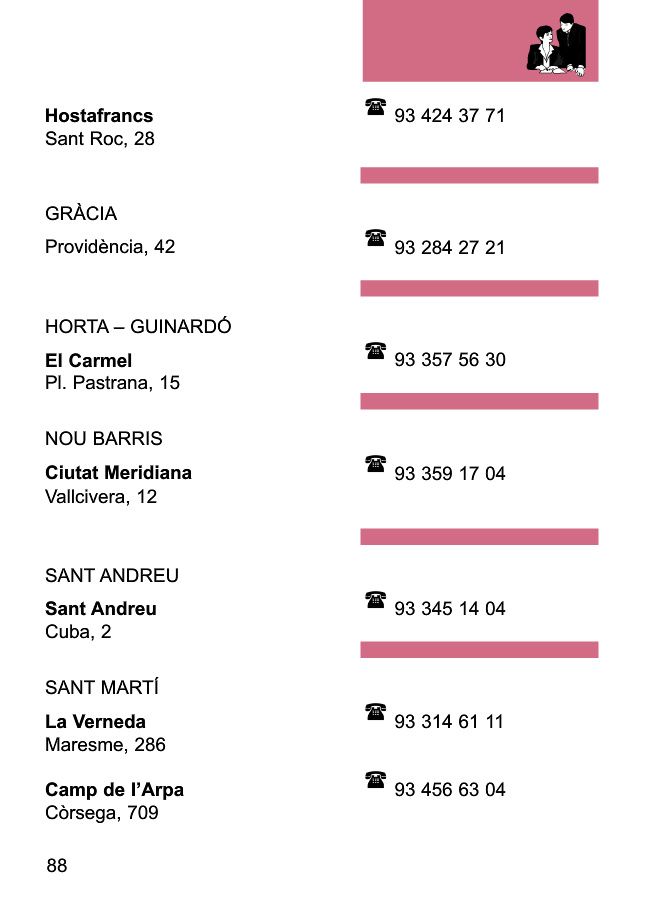 Hostafrancs ☎ 93 424 37 71
Sant Roc, 28
GRÀCIA
Providència, 42 ☎ 93 284 27 21
HORTA – GUINARDÓ
El Carmel ☎ 93 357 56 30
Pl. Pastrana, 15
NOU BARRIS
Ciutat Meridiana ☎ 93 359 17 04
Vallcivera, 12
SANT ANDREU
Sant Andreu ☎ 93 345 14 04
Cuba, 2
SANT MARTÍ
La Verneda ☎ 93 314 61 11
Maresme, 286
Camp de l’Arpa ☎ 93 456 63 04
Còrsega, 709
88